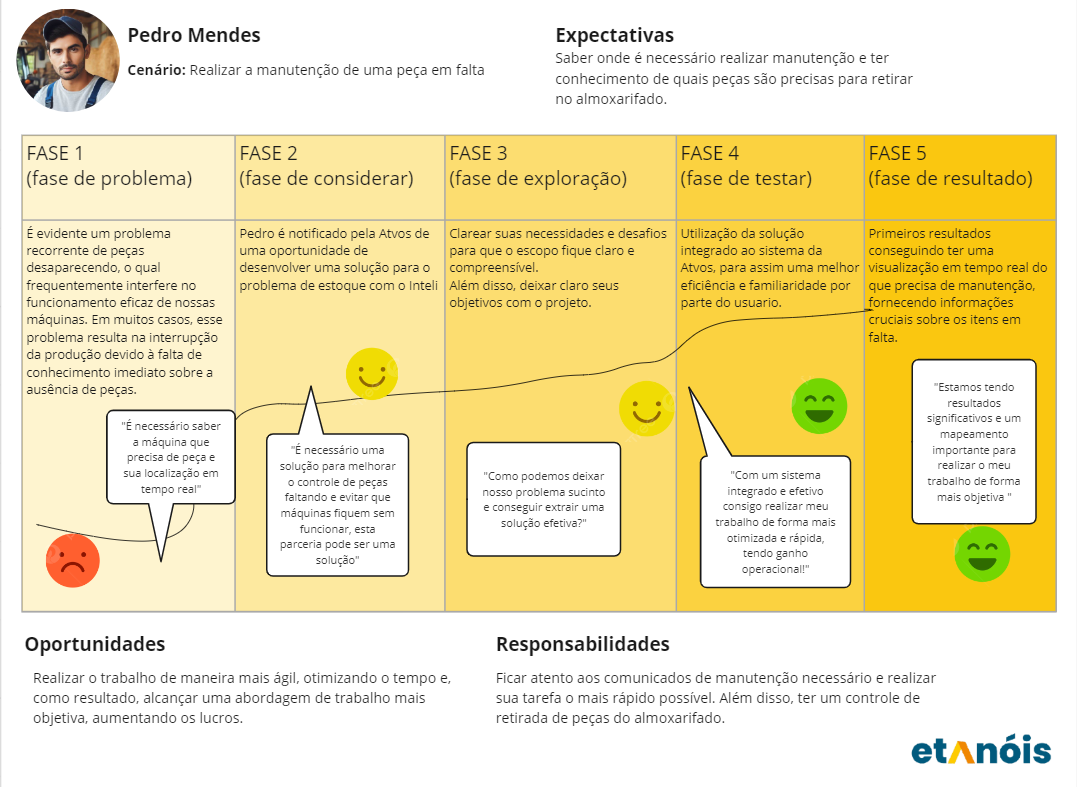 Pedro Mendes
Cenário: Realizar a manutenção de uma peça em falta
Expectativas
Saber onde é necessário realizar manutenção e ter
conhecimento de quais peças são precisas para retirar
no almoxarifado.
FASE 1
(fase de problema)
É evidente um problema
recorrente de peças
desaparecendo, o qual
frequentemente interfere no
funcionamento eficaz de nossas
máquinas. Em muitos casos, esse
problema resulta na interrupção
da produção devido à falta de
conhecimento imediato sobre a
ausência de peças.
"É necessário saber
a máquina que
precisa de peça e
sua localização em
tempo real"
FASE 2
(fase de considerar)
Pedro é notificado pela Atvos de
uma oportunidade de
desenvolver uma solução para o
problema de estoque com o Inteli
"É necessário uma
solução para melhorar
o controle de peças
faltando e evitar que
máquinas fiquem sem
funcionar, esta
parceria pode ser uma
solução"
FASE 3
(fase de exploração)
Clarear suas necessidades e desafios
para que o escopo fique claro e
compreensível.
Além disso, deixar claro seus
objetivos com o projeto.
"Como podemos deixar
nosso problema sucinto
e conseguir extrair uma
solução efetiva?"
FASE 4
(fase de testar)
Utilização da solução
integrado ao sistema da
Atvos, para assim uma melhor
eficiência e familiaridade por
parte do usuario.
"Com um sistema
integrado e efetivo
consigo realizar meu
trabalho de forma mais
otimizada e rápida,
tendo ganho
operacional!"
FASE 5
(fase de resultado)
Primeiros resultados
conseguindo ter uma
visualização em tempo real do
que precisa de manutenção,
fornecendo informações
cruciais sobre os itens em
falta.
"Estamos tendo
resultados
significativos e um
mapeamento
importante para
realizar o meu
trabalho de forma
mais objetiva "
Oportunidades
Realizar o trabalho de maneira mais ágil, otimizando o tempo e,
como resultado, alcançar uma abordagem de trabalho mais
objetiva, aumentando os lucros.
Responsabilidades
Ficar atento aos comunicados de manutenção necessário e realizar
sua tarefa o mais rápido possível. Além disso, ter um controle de
retirada de peças do almoxarifado.
etanóis